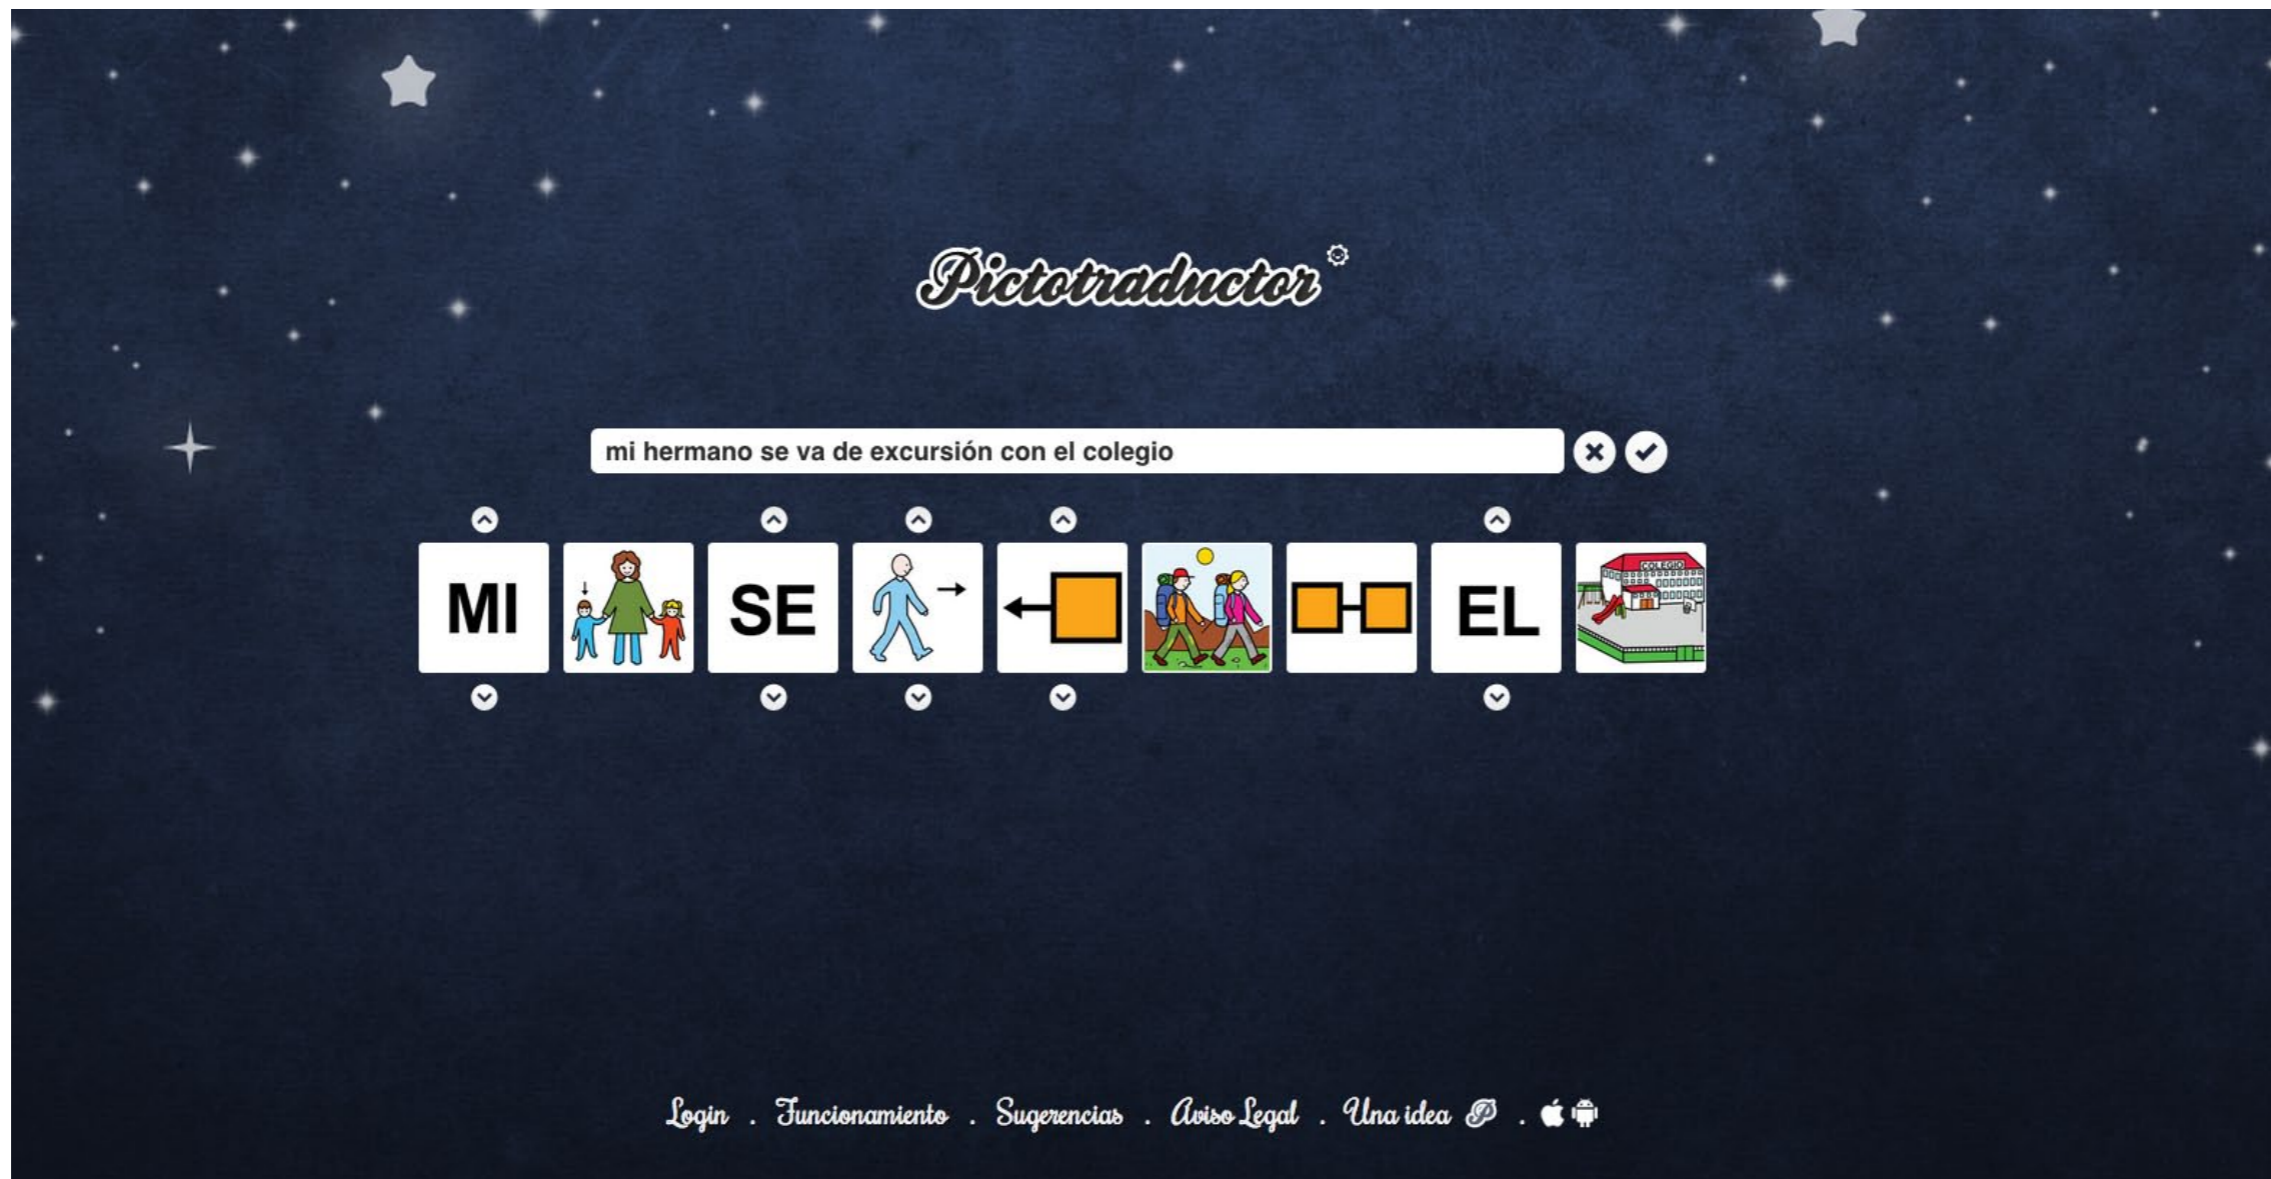 Pictotraductor
mi hermano se va de excursión con el colegio
MI SE EL COLEGIO
Login . Funcionamiento . Sugerencias . Aviso Legal . Una idea P .